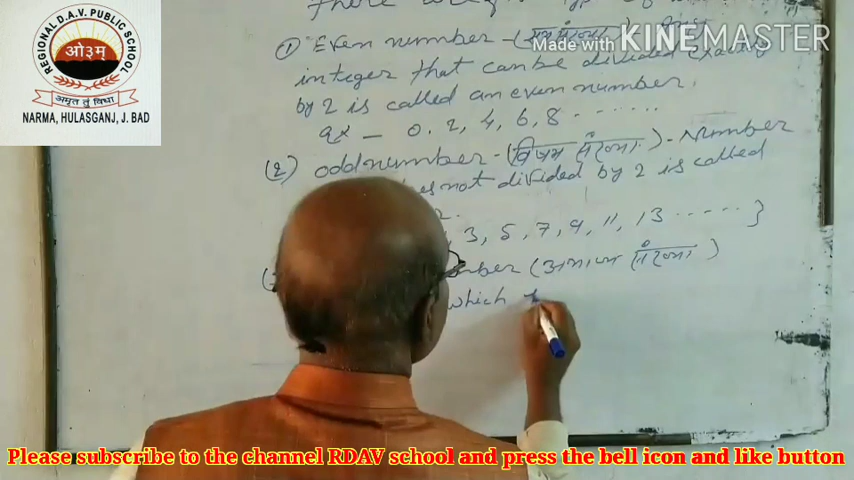 REGIONAL D.A.V. PUBLIC SCHOOL
ओ३म्
अमृत तुं विधा
NARMA, HULASGANJ, J. BAD
Made with KINEMASTER
There are
① Even number - (सम संख्या) -
integer that can be divided exactly
by 2 is called an even number.
ex - 0. 2, 4, 6, 8 - - - - - -
(2) odd number - (विषम संख्या) - Number
not divided by 2 is called
3, 5, 7, 9, 11, 13 - - - - - }
(अभाज्य संख्या)
which
Please subscribe to the channel RDAV school and press the bell icon and like button